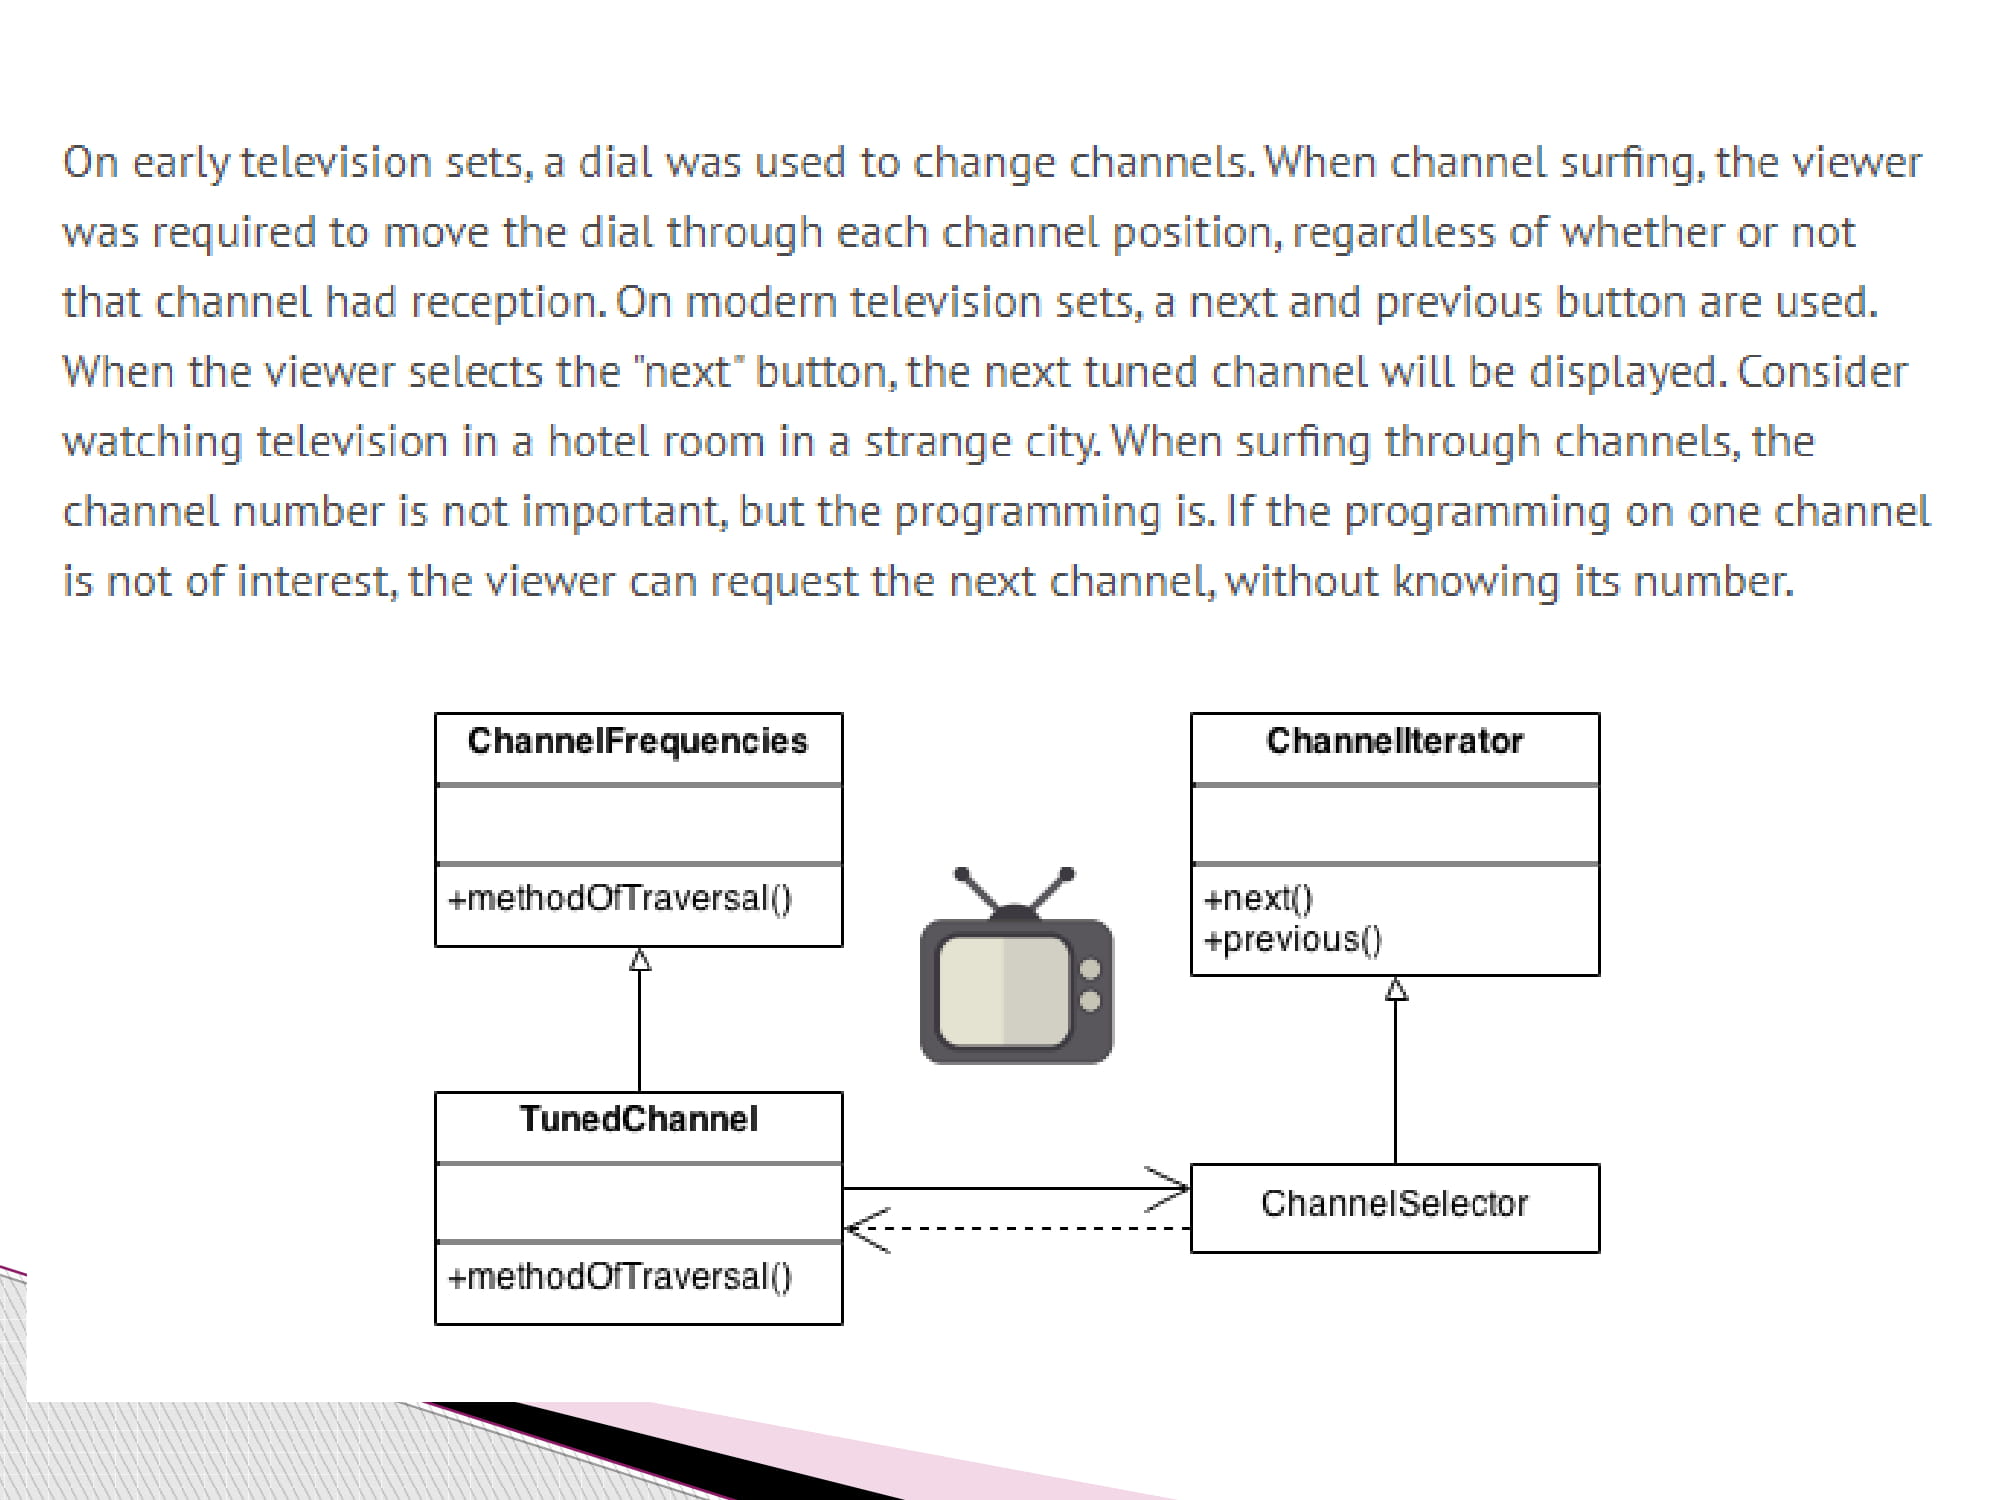 On early television sets, a dial was used to change channels. When channel surfing, the viewer
was required to move the dial through each channel position, regardless of whether or not
that channel had reception. On modern television sets, a next and previous button are used.
When the viewer selects the "next" button, the next tuned channel will be displayed. Consider
watching television in a hotel room in a strange city. When surfing through channels, the
channel number is not important, but the programming is. If the programming on one channel
is not of interest, the viewer can request the next channel, without knowing its number.
ChannelFrequencies
+methodOfTraversal()
ChannelIterator
+next()
+previous()
TunedChannel
+methodOfTraversal()
ChannelSelector